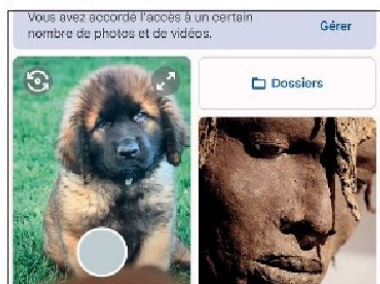 Vous avez accordé l'accès à un certain
nombre de photos et de vidéos.
Gérer
Dossiers